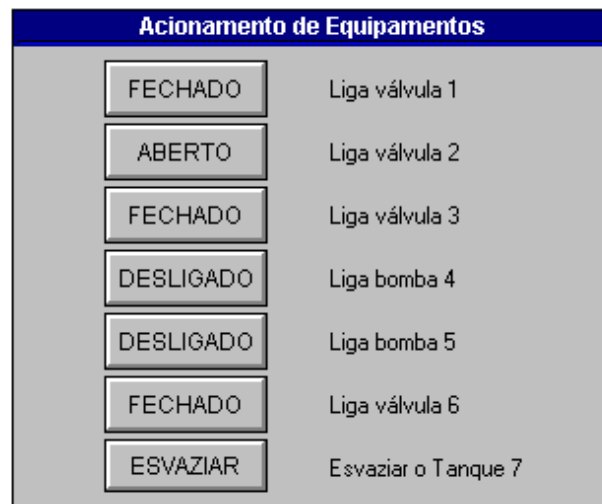 Acionamento de Equipamentos
FECHADO Liga válvula 1
ABERTO Liga válvula 2
FECHADO Liga válvula 3
DESLIGADO Liga bomba 4
DESLIGADO Liga bomba 5
FECHADO Liga válvula 6
ESVAZIAR Esvaziar o Tanque 7